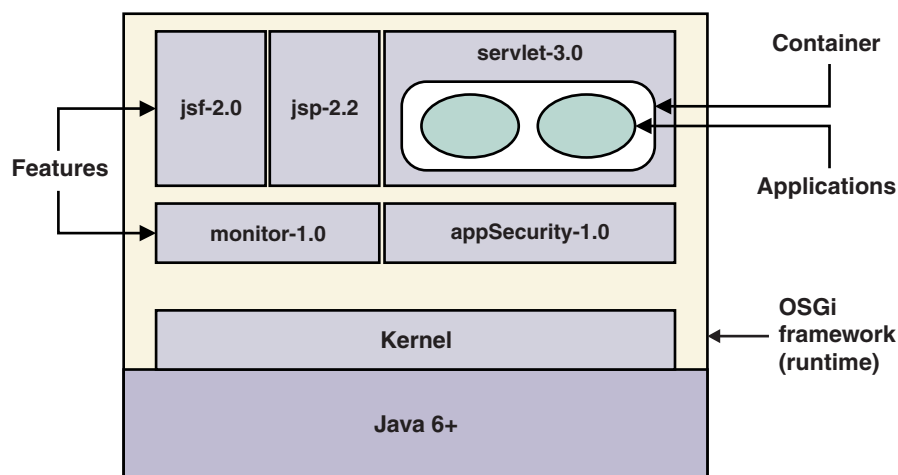 servlet-3.0
Container
jsf-2.0
jsp-2.2
Features
Applications
monitor-1.0
appSecurity-1.0
OSGi
framework
(runtime)
Kernel
Java 6+